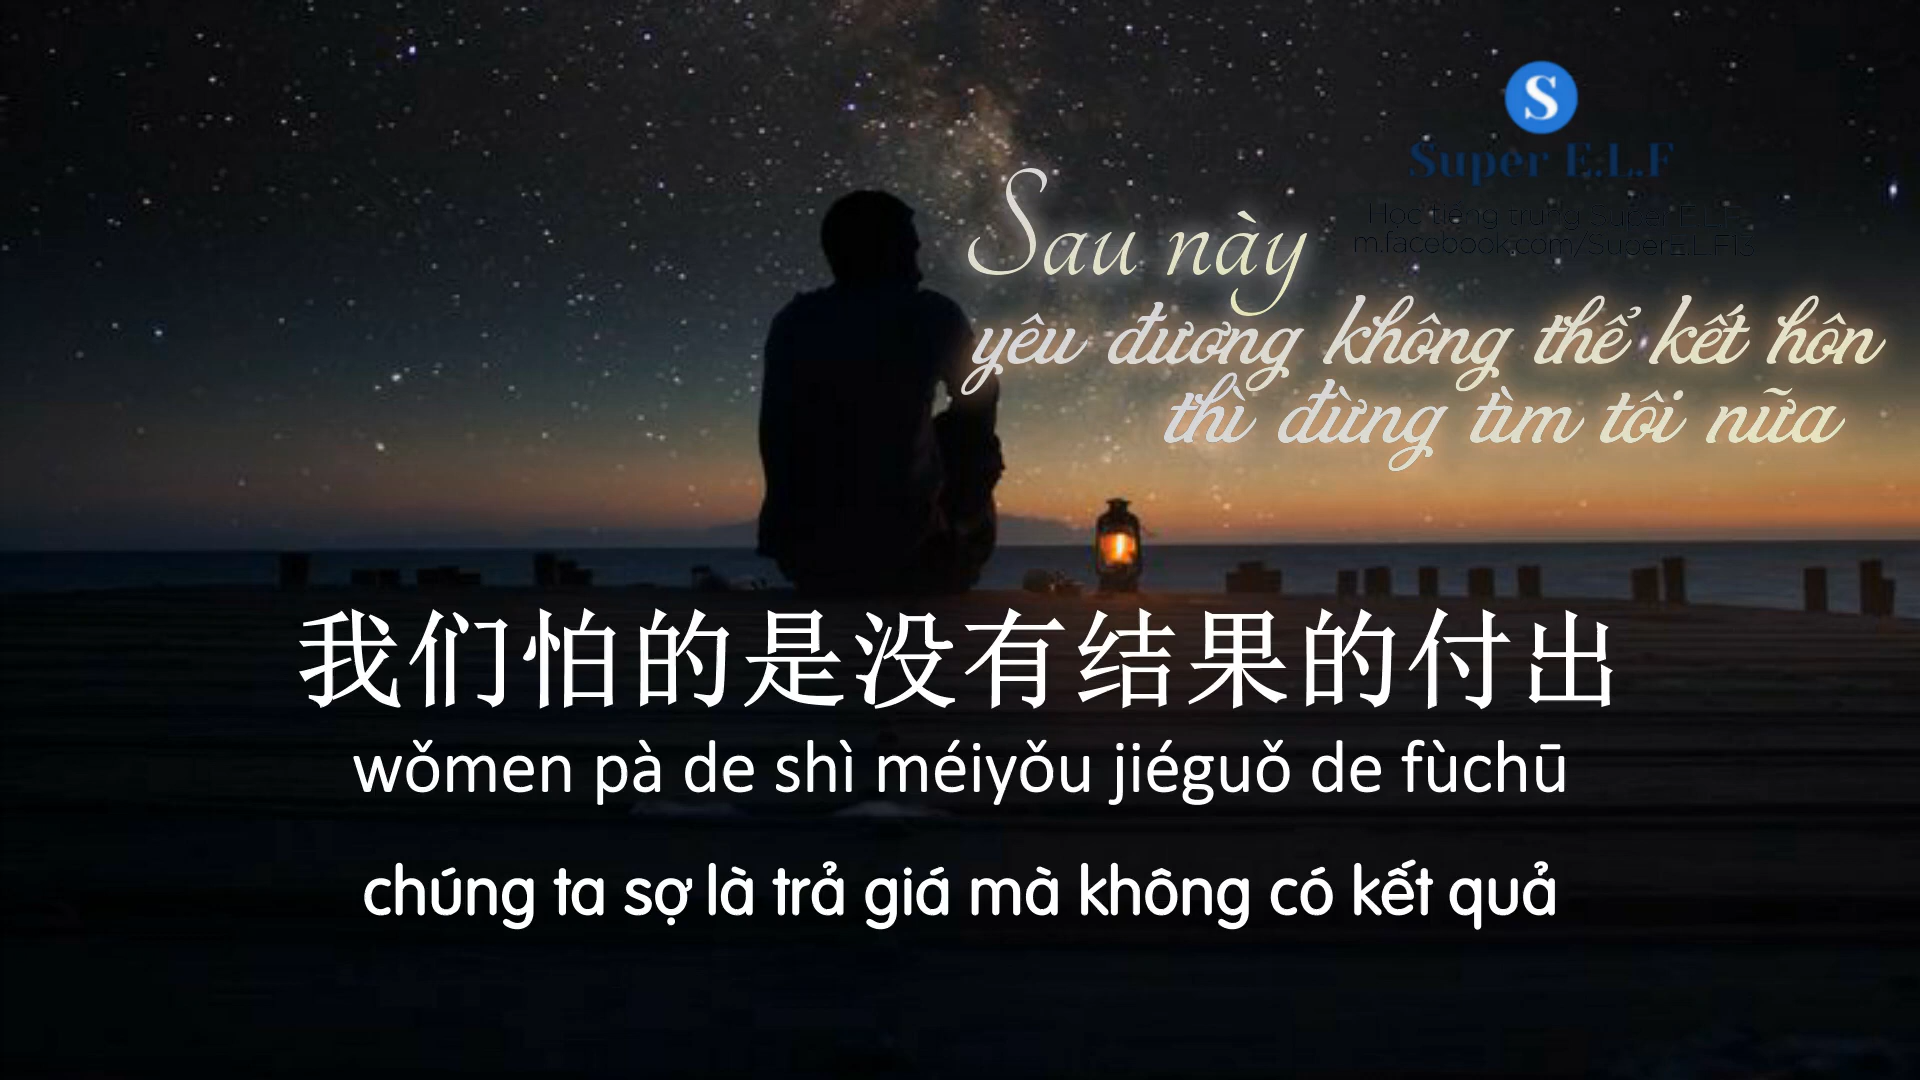 S
Super E.L.F
Học tiếng trung Super E.L.F
m.facebook.com/SuperE.L.F13
Sau này
yêu đương không thể kết hôn
thì đừng tìm tôi nữa
我们怕的是没有结果的付出
wǒmen pà de shì méiyǒu jiéguǒ de fùchū
chúng ta sợ là trả giá mà không có kết quả